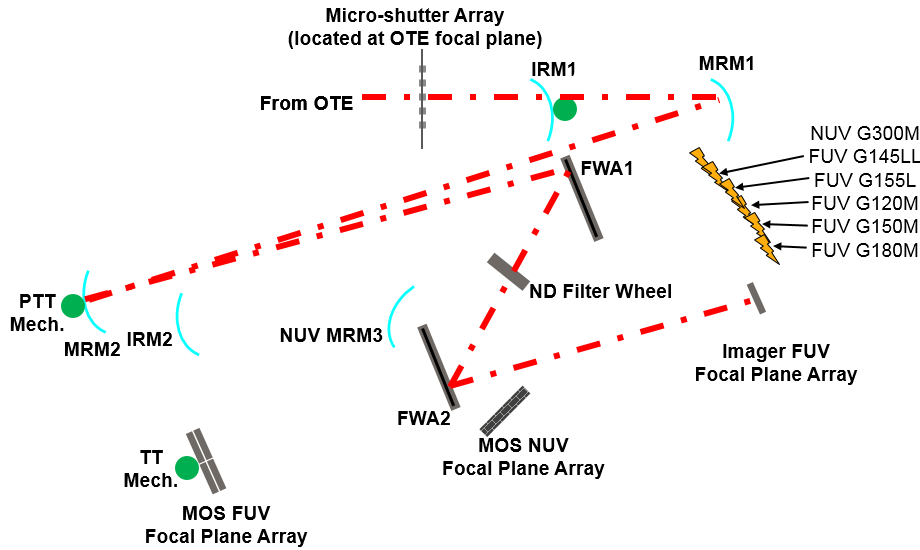 Micro-shutter Array
(located at OTE focal plane)
IRM1
MRM1
From OTE
NUV G300M
FUV G145LL
FUV G155L
FUV G120M
FUV G150M
FUV G180M
FWA1
ND Filter Wheel
PTT
Mech.
MRM2
IRM2
NUV MRM3
Imager FUV
Focal Plane Array
FWA2
MOS NUV
Focal Plane Array
TT
Mech.
MOS FUV
Focal Plane Array